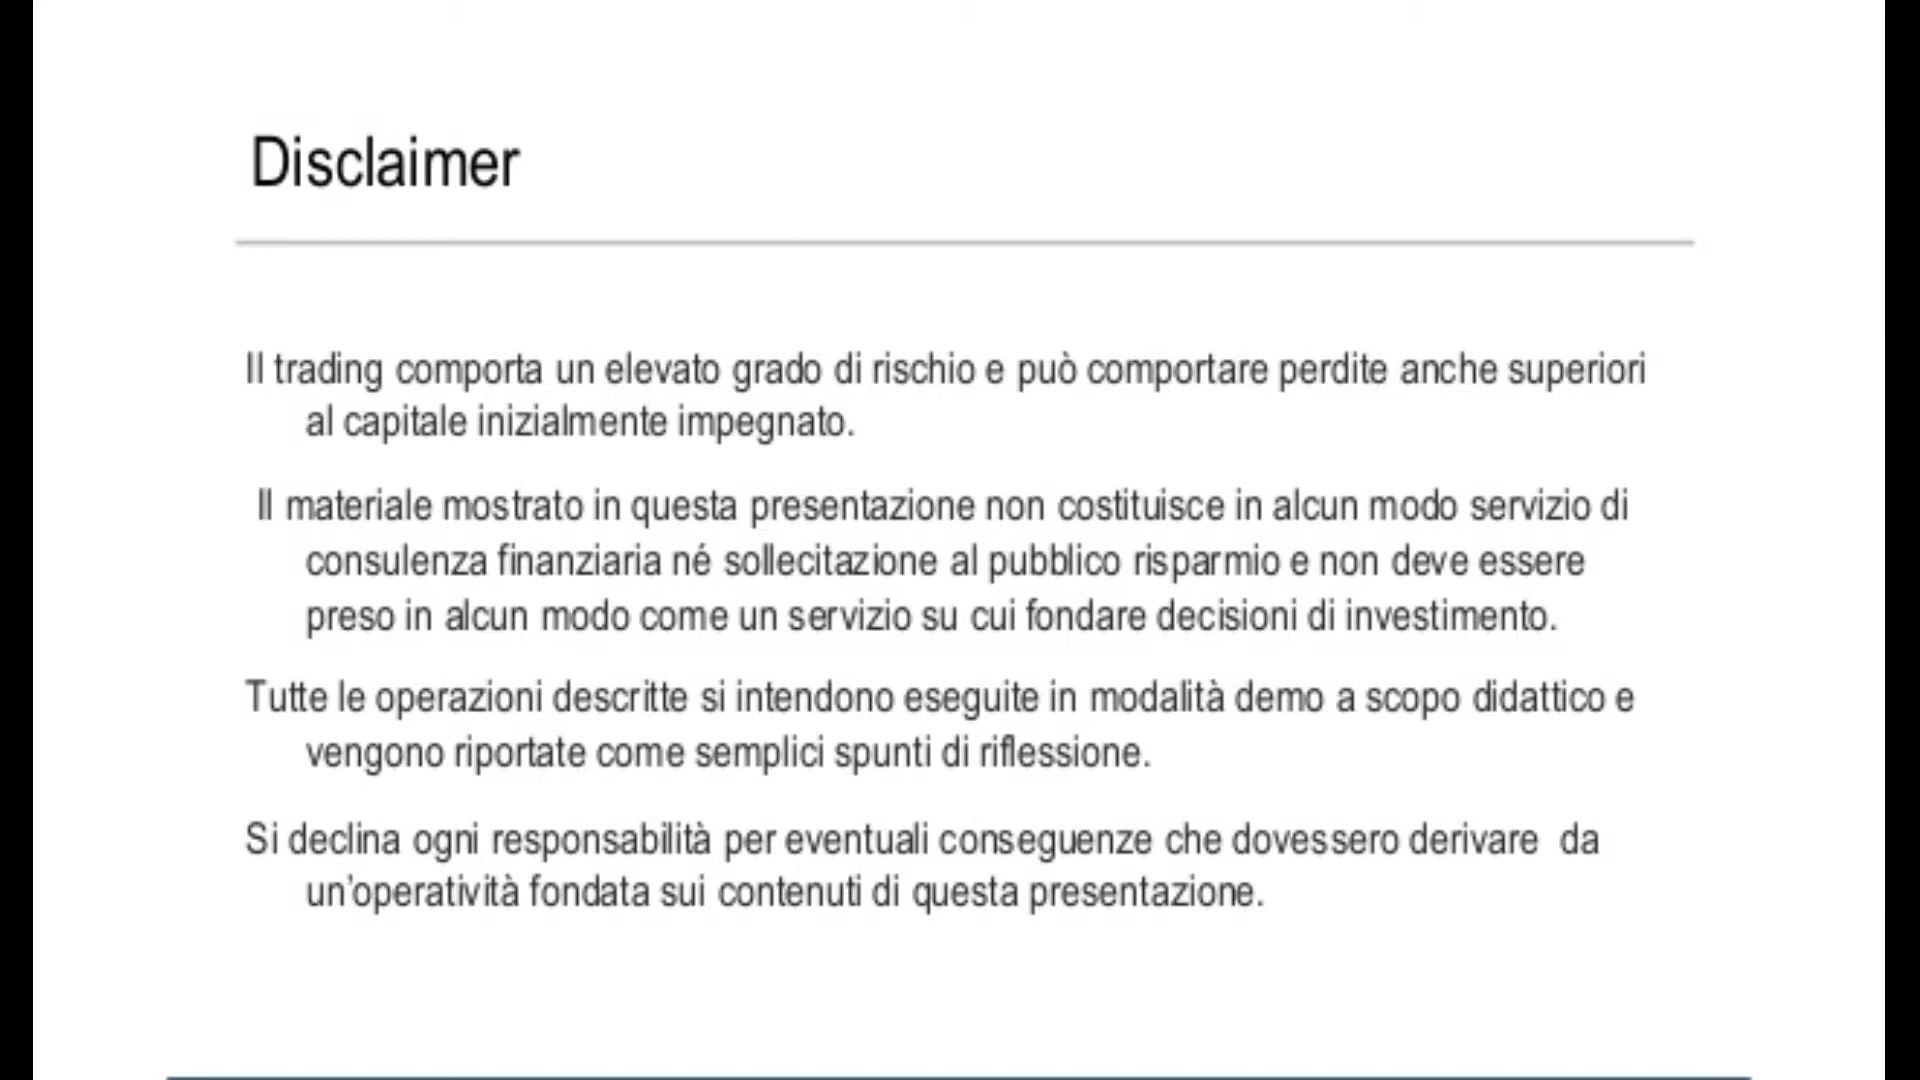 Disclaimer
Il trading comporta un elevato grado di rischio e può comportare perdite anche superiori
al capitale inizialmente impegnato.
Il materiale mostrato in questa presentazione non costituisce in alcun modo servizio di
consulenza finanziaria né sollecitazione al pubblico risparmio e non deve essere
preso in alcun modo come un servizio su cui fondare decisioni di investimento.
Tutte le operazioni descritte si intendono eseguite in modalità demo a scopo didattico e
vengono riportate come semplici spunti di riflessione.
Si declina ogni responsabilità per eventuali conseguenze che dovessero derivare  da
un'operatività fondata sui contenuti di questa presentazione.